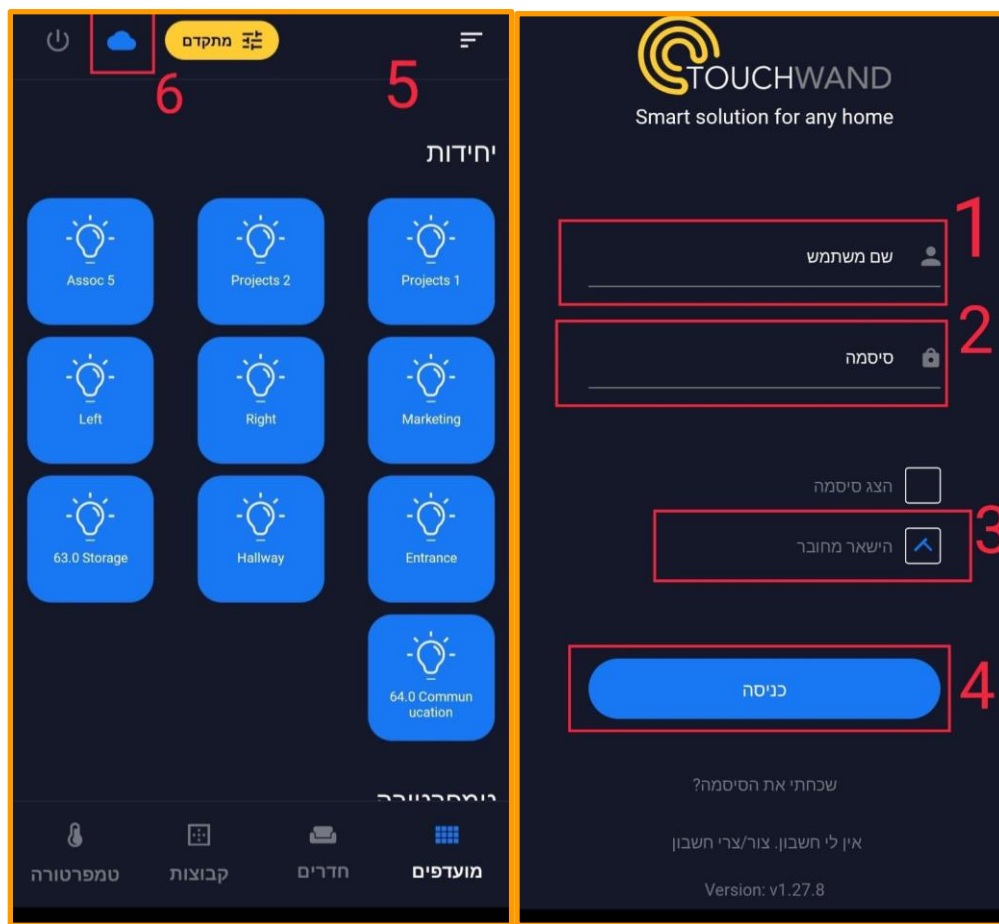 TOUCHWAND
Smart solution for any home
1
שם משתמש
2
סיסמה
הצג סיסמה
3
הישאר מחובר
4
כניסה
שכחתי את הסיסמה?
אין לי חשבון. צור/צרי חשבון
Version: v1.27.8
מתקדם
5
6
יחידות
Projects 1
Projects 2
Assoc 5
Marketing
Right
Left
Entrance
Hallway
63.0 Storage
64.0 Commun
ucation
טמפרטורה
מועדפים
חדרים
קבוצות
טמפרטורה